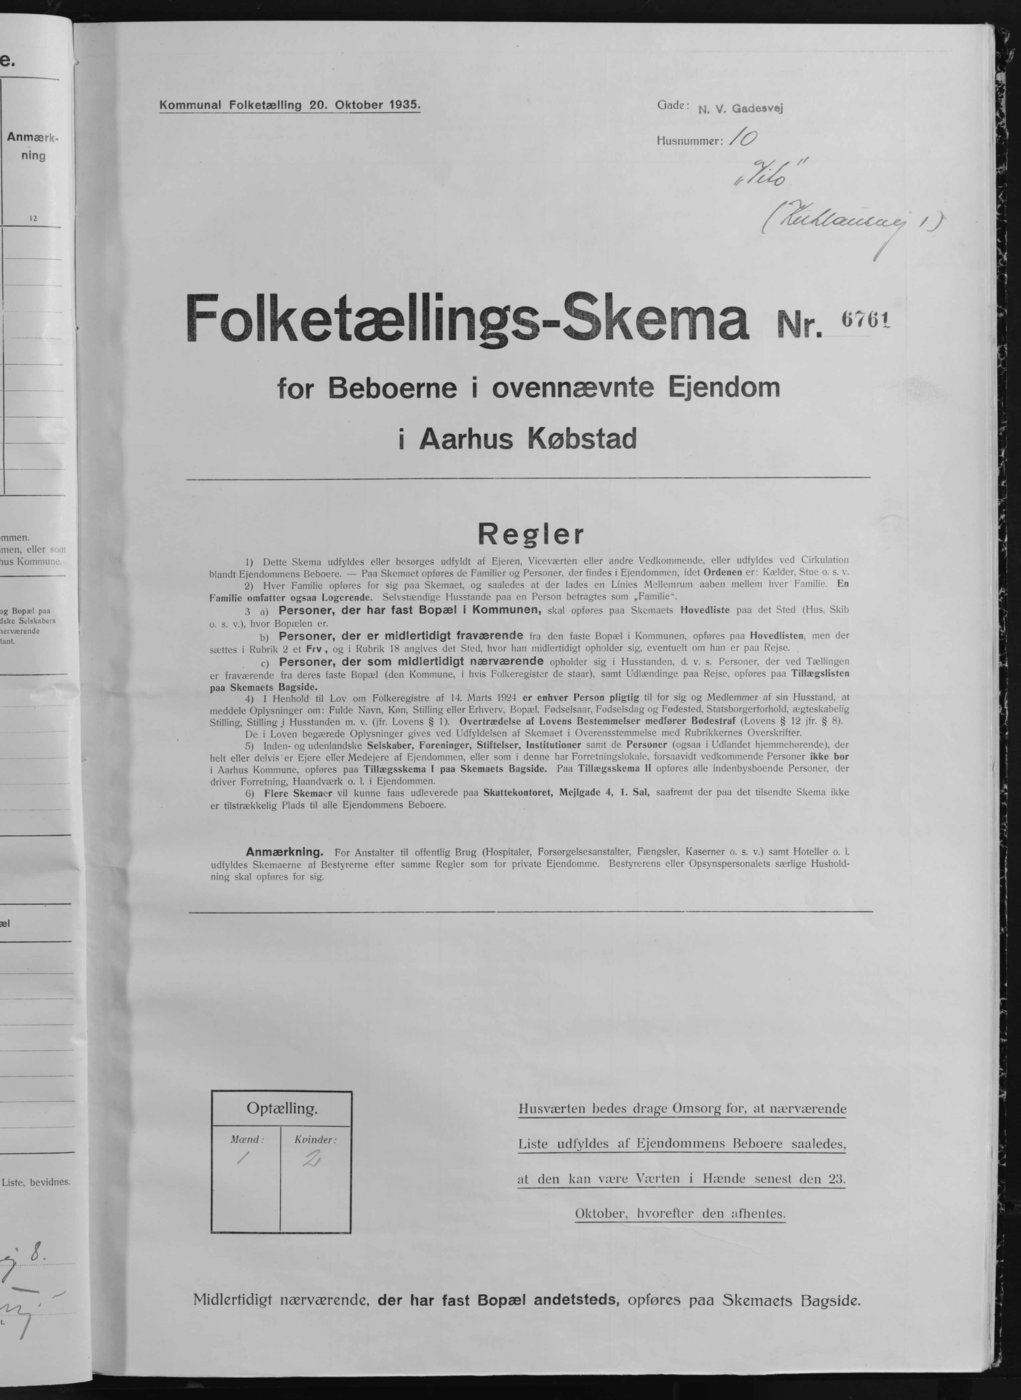 e.
Anmærk-
ning
12
ommen.
men, eller som
hus Kommune.
og Bopæl paa
dske Selskabers
nærværende
tant.
æl
Liste, bevidnes.
8.
t.
Kommunal Folketælling 20. Oktober 1935.
Gade: N. V. Gadesvej
Husnummer: 10
(Kuhlausvej 1)
Folketællings-Skema Nr. 6761
for Beboerne i ovennævnte Ejendom
i Aarhus Købstad
Regler
1) Dette Skema udfyldes eller besørges udfyldt af Ejeren, Viceværten eller andre Vedkommende, eller udfyldes ved Cirkulation
blandt Ejendommens Beboere. — Paa Skemaet opføres de Familier og Personer, der findes i Ejendommen, idet Ordenen er: Kælder, Stue o. s. v.
2) Hver Familie opføres for sig paa Skemaet, og saaledes at der lades en Linies Mellemrum aaben mellem hver Familie. En
Familie omfatter ogsaa Logerende. Selvstændige Husstande paa en Person betragtes som „Familie“.
3 a) Personer, der har fast Bopæl i Kommunen, skal opføres paa Skemaets Hovedliste paa det Sted (Hus, Skib
o. s. v.), hvor Bopælen er.
b) Personer, der er midlertidigt fraværende fra den faste Bopæl i Kommunen, opføres paa Hovedlisten, men der
sættes i Rubrik 2 et Frv, og i Rubrik 18 angives det Sted, hvor han midlertidigt opholder sig, eventuelt om han er paa Rejse.
c) Personer, der som midlertidigt nærværende opholder sig i Husstanden, d. v. s. Personer, der ved Tællingen
er fraværende fra deres faste Bopæl (den Kommune, i hvis Folkeregister de staar), samt Udlændinge paa Rejse, opføres paa Tillægslisten
paa Skemaets Bagside.
4) I Henhold til Lov om Folkeregistre af 14. Marts 1924 er enhver Person pligtig til for sig og Medlemmer af sin Husstand, at
meddele Oplysninger om: Fulde Navn, Køn, Stilling eller Erhverv, Bopæl, Fødselsaar, Fødselsdag og Fødested, Statsborgerforhold, ægteskabelig
Stilling, Stilling i Husstanden m. v. (jfr. Lovens § 1). Overtrædelse af Lovens Bestemmelser medfører Bødestraf (Lovens § 12 jfr. § 8).
De i Loven begærede Oplysninger gives ved Udfyldelsen af Skemaet i Overensstemmelse med Rubrikkernes Overskrifter.
5) Inden- og udenlandske Selskaber, Foreninger, Stiftelser, Institutioner samt de Personer (ogsaa i Udlandet hjemmehørende), der
helt eller delvis er Ejere eller Medejere af Ejendommen, eller som i denne har Forretningslokale, forsaavidt vedkommende Personer ikke bor
i Aarhus Kommune, opføres paa Tillægsskema I paa Skemaets Bagside. Paa Tillægsskema II opføres alle indenbysboende Personer, der
driver Forretning, Haandværk o. l. i Ejendommen.
6) Flere Skemaer vil kunne faas udleverede paa Skattekontoret, Mejlgade 4, 1. Sal, saafremt der paa det tilsendte Skema ikke
er tilstrækkelig Plads til alle Ejendommens Beboere.
Anmærkning. For Anstalter til offentlig Brug (Hospitaler, Forsørgelsesanstalter, Fængsler, Kaserner o. s. v.) samt Hoteller o. l.
udfyldes Skemaerne af Bestyrerne efter samme Regler som for private Ejendomme. Bestyrerens eller Opsynspersonalets særlige Hushold-
ning skal opføres for sig.
Optælling.
Mænd: Kvinder:
1 2
Husværten bedes drage Omsorg for, at nærværende
Liste udfyldes af Ejendommens Beboere saaledes,
at den kan være Værten i Hænde senest den 23.
Oktober, hvorefter den afhentes.
Midlertidigt nærværende, der har fast Bopæl andetsteds, opføres paa Skemaets Bagside.